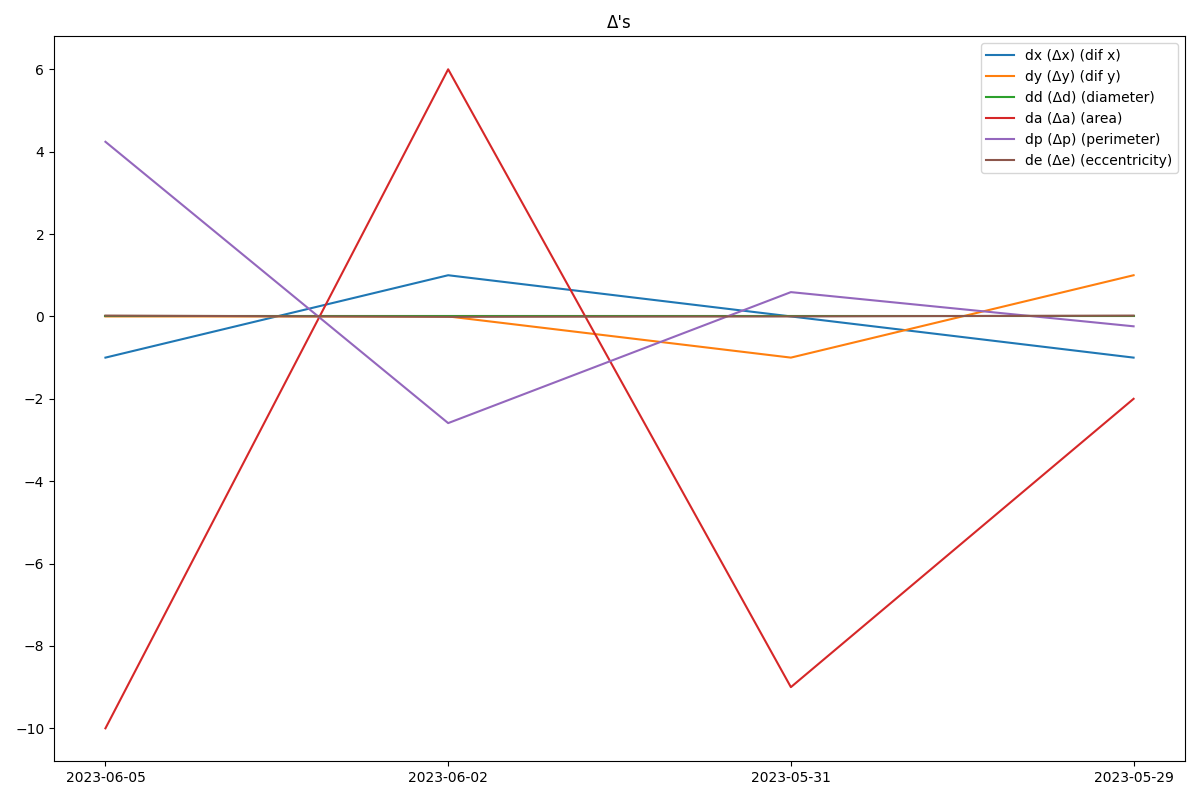 Δ's
dx (Δx) (dif x)
dy (Δy) (dif y)
dd (Δd) (diameter)
da (Δa) (area)
dp (Δp) (perimeter)
de (Δe) (eccentricity)
6
4
2
0
−2
−4
−6
−8
−10
2023-06-05 2023-06-02 2023-05-31 2023-05-29